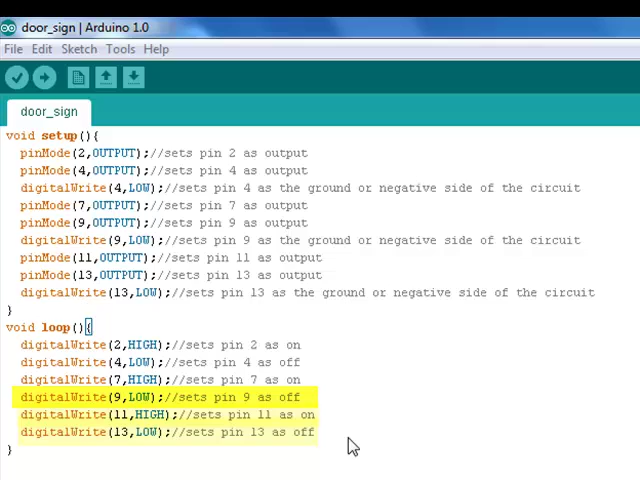 door_sign | Arduino 1.0
File Edit Sketch Tools Help
door_sign
void setup(){
pinMode(2,OUTPUT);//sets pin 2 as output
pinMode(4,OUTPUT);//sets pin 4 as output
digitalWrite(4,LOW);//sets pin 4 as the ground or negative side of the circuit
pinMode(7,OUTPUT);//sets pin 7 as output
pinMode(9,OUTPUT);//sets pin 9 as output
digitalWrite(9,LOW);//sets pin 9 as the ground or negative side of the circuit
pinMode(11,OUTPUT);//sets pin 11 as output
pinMode(13,OUTPUT);//sets pin 13 as output
digitalWrite(13,LOW);//sets pin 13 as the ground or negative side of the circuit
}
void loop(){
digitalWrite(2,HIGH);//sets pin 2 as on
digitalWrite(4,LOW);//sets pin 4 as off
digitalWrite(7,HIGH);//sets pin 7 as on
digitalWrite(9,LOW);//sets pin 9 as off
digitalWrite(11,HIGH);//sets pin 11 as on
digitalWrite(13,LOW);//sets pin 13 as off
}